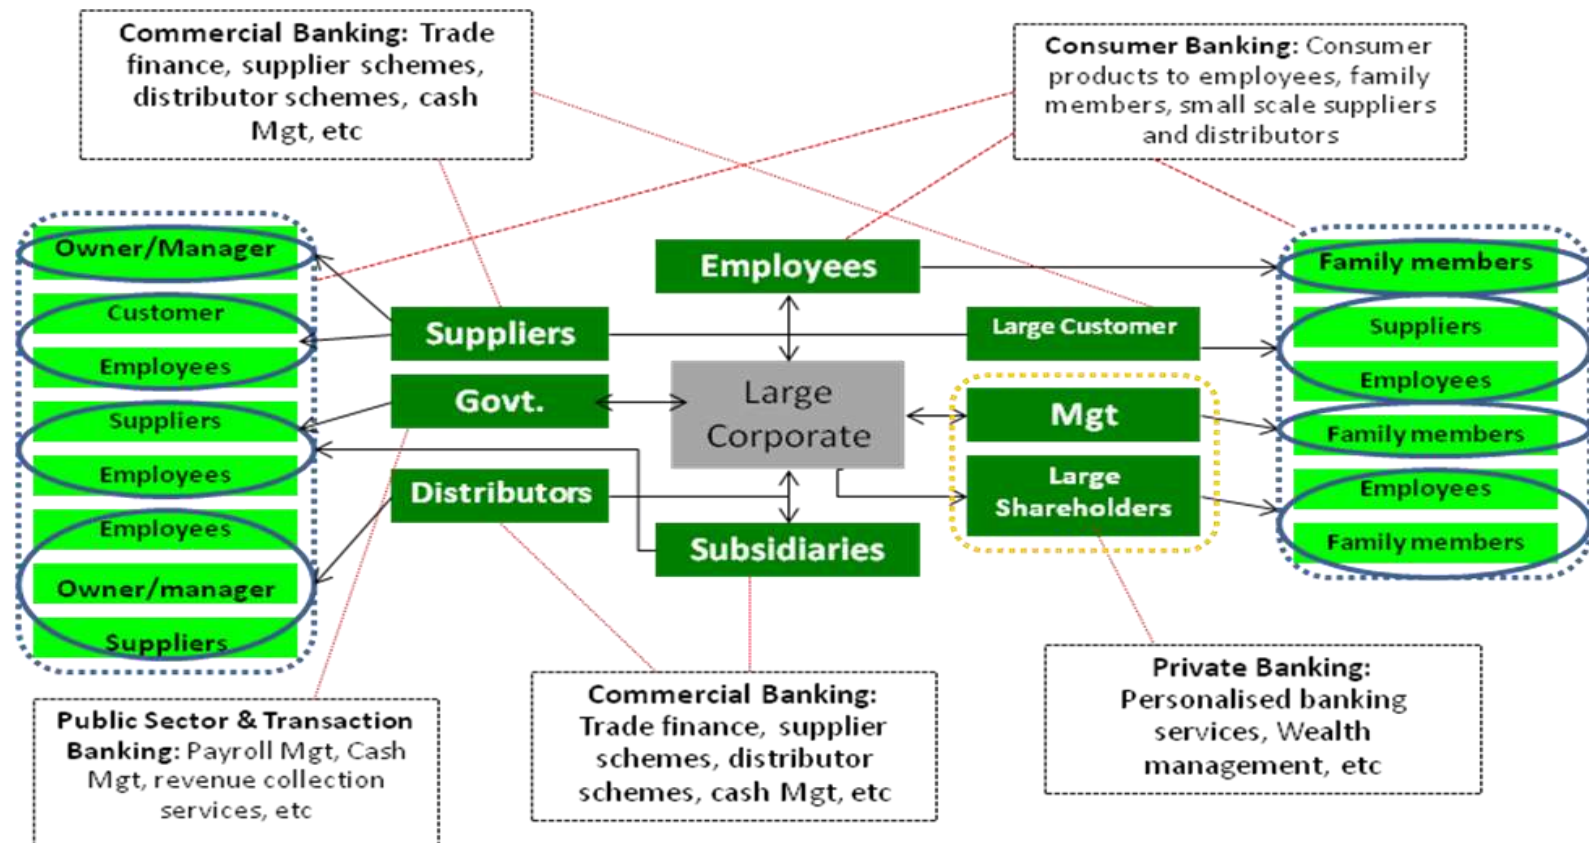 Commercial Banking: Trade
finance, supplier schemes,
distributor schemes, cash
Mgt, etc
Consumer Banking: Consumer
products to employees, family
members, small scale suppliers
and distributors
Owner/Manager
Customer
Employees
Suppliers
Employees
Employees
Owner/manager
Suppliers
Suppliers
Govt.
Distributors
Employees
Large
Corporate
Subsidiaries
Large Customer
Mgt
Large
Shareholders
Family members
Suppliers
Employees
Family members
Employees
Family members
Public Sector & Transaction
Banking: Payroll Mgt, Cash
Mgt, revenue collection
services, etc
Commercial Banking:
Trade finance, supplier
schemes, distributor
schemes, cash Mgt, etc
Private Banking:
Personalised banking
services, Wealth
management, etc